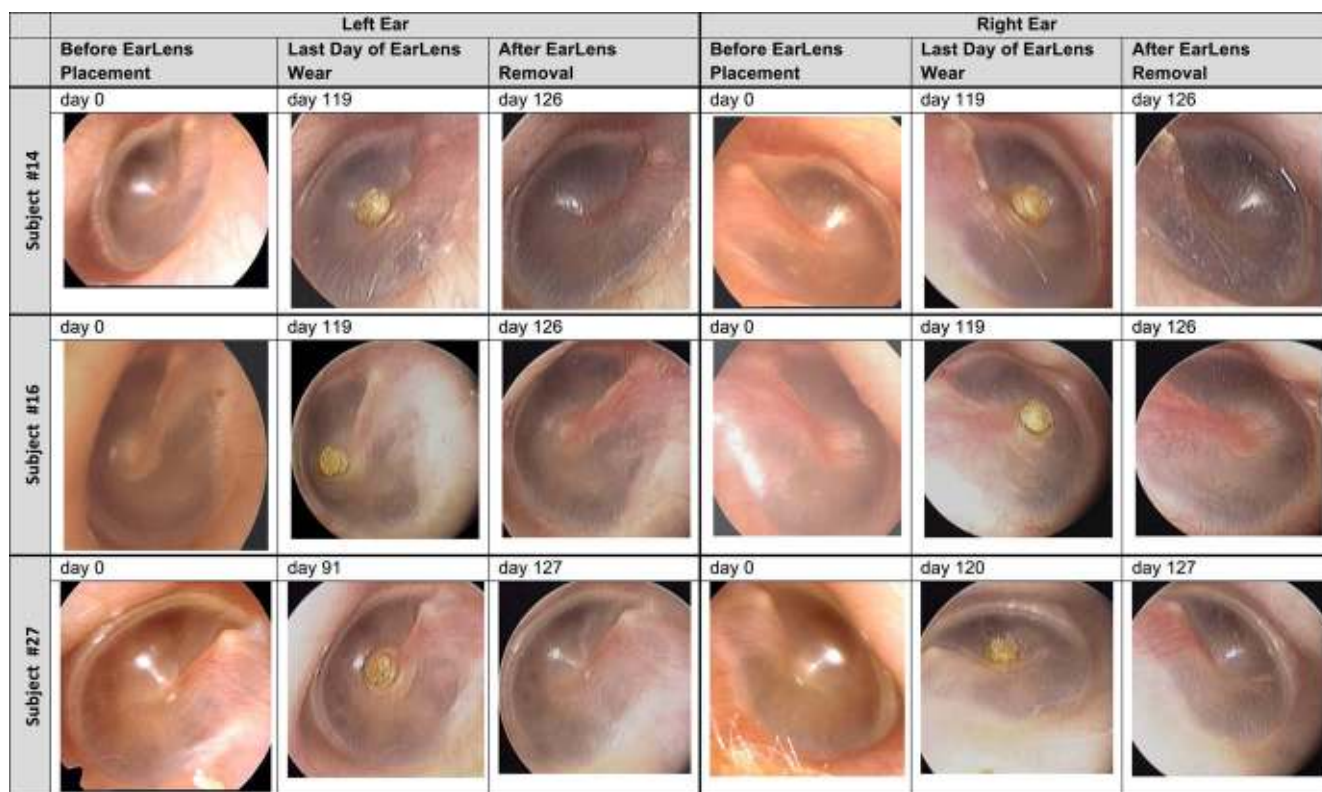 Left Ear
Right Ear
Before EarLens Placement
Last Day of EarLens Wear
After EarLens Removal
Before EarLens Placement
Last Day of EarLens Wear
After EarLens Removal
Subject #14
day 0
day 119
day 126
day 0
day 119
day 126
Subject #16
day 0
day 119
day 126
day 0
day 119
day 126
Subject #27
day 0
day 91
day 127
day 0
day 120
day 127